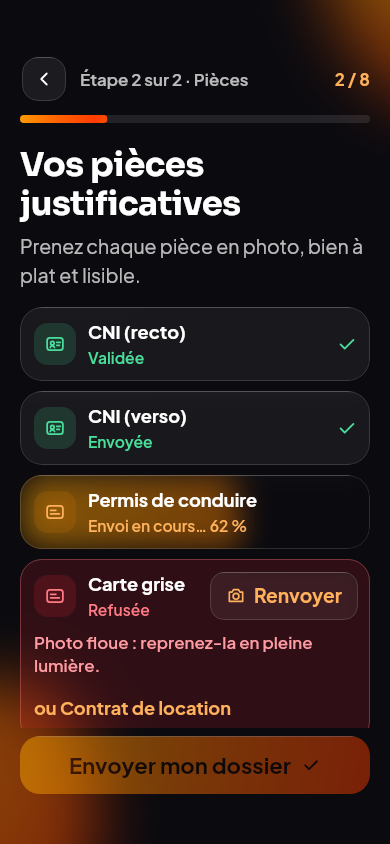 Étape 2 sur 2 · Pièces
2 / 8
Vos pièces
justificatives
Prenez chaque pièce en photo, bien à
plat et lisible.
CNI (recto)
Validée
CNI (verso)
Envoyée
Permis de conduire
Envoi en cours… 62 %
Carte grise
Refusée
Renvoyer
Photo floue : reprenez-la en pleine
lumière.
ou Contrat de location
Envoyer mon dossier